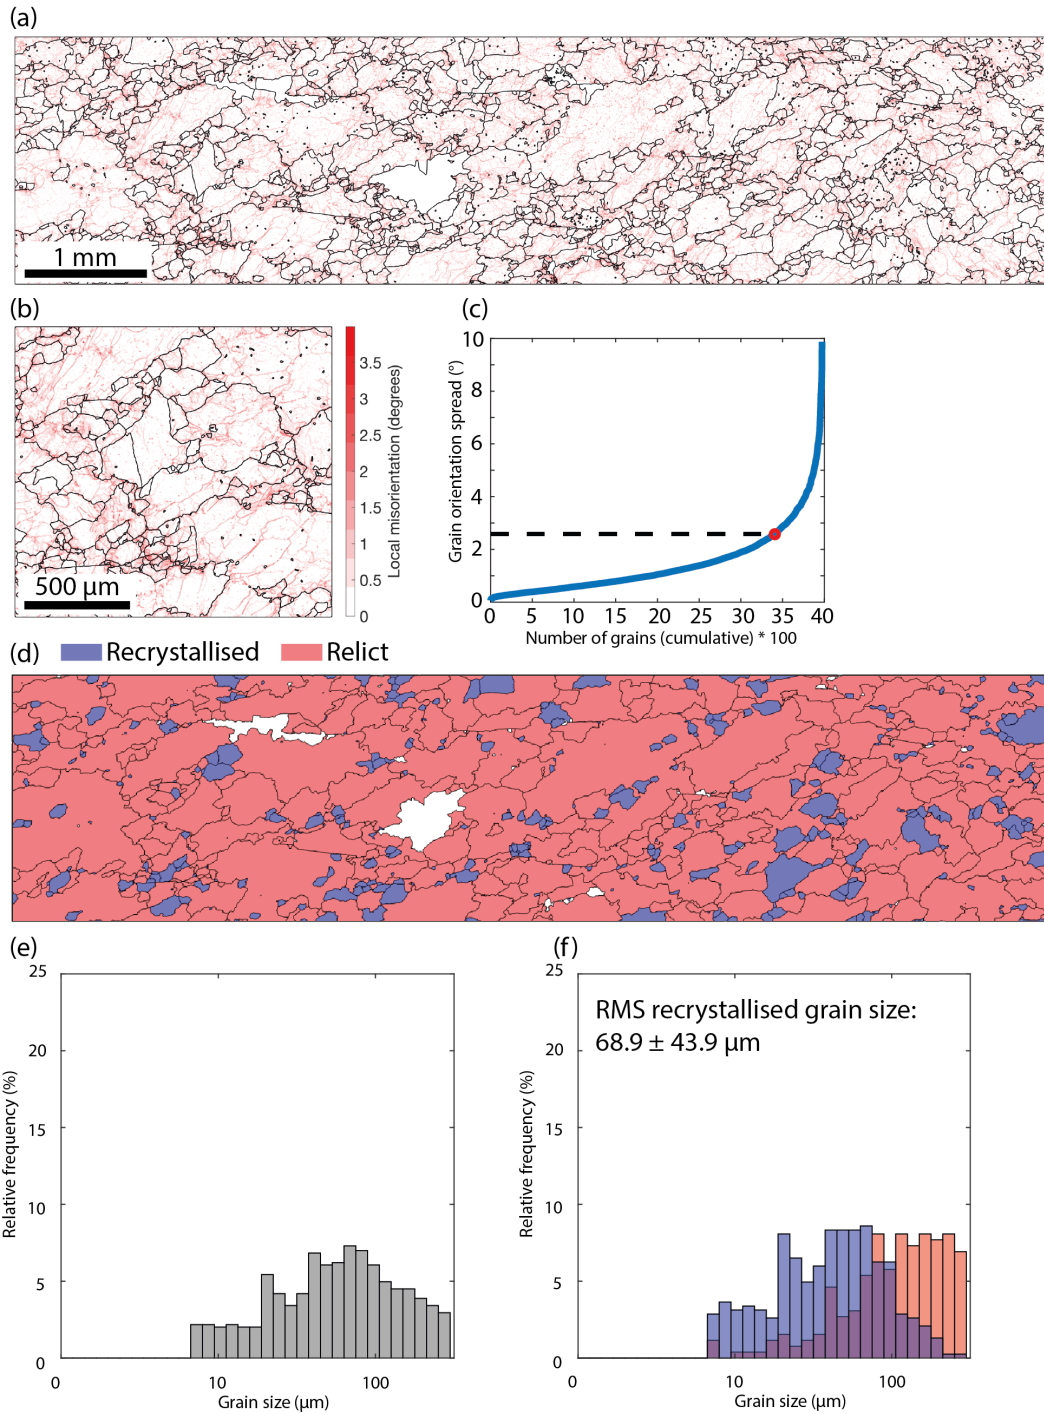 (a)
1 mm
(b)
500 µm
3.5
3
2.5
2
1.5
1
0.5
0
Local misorientation (degrees)
(c)
10
8
6
4
2
0
Grain orientation spread (°)
0 5 10 15 20 25 30 35 40
Number of grains (cumulative) * 100
(d) Recrystallised Relict
(e)
25
20
15
10
5
0
Relative frequency (%)
0 10 100
Grain size (µm)
(f)
25
20
15
10
5
0
Relative frequency (%)
RMS recrystallised grain size:
68.9 ± 43.9 µm
0 10 100
Grain size (µm)